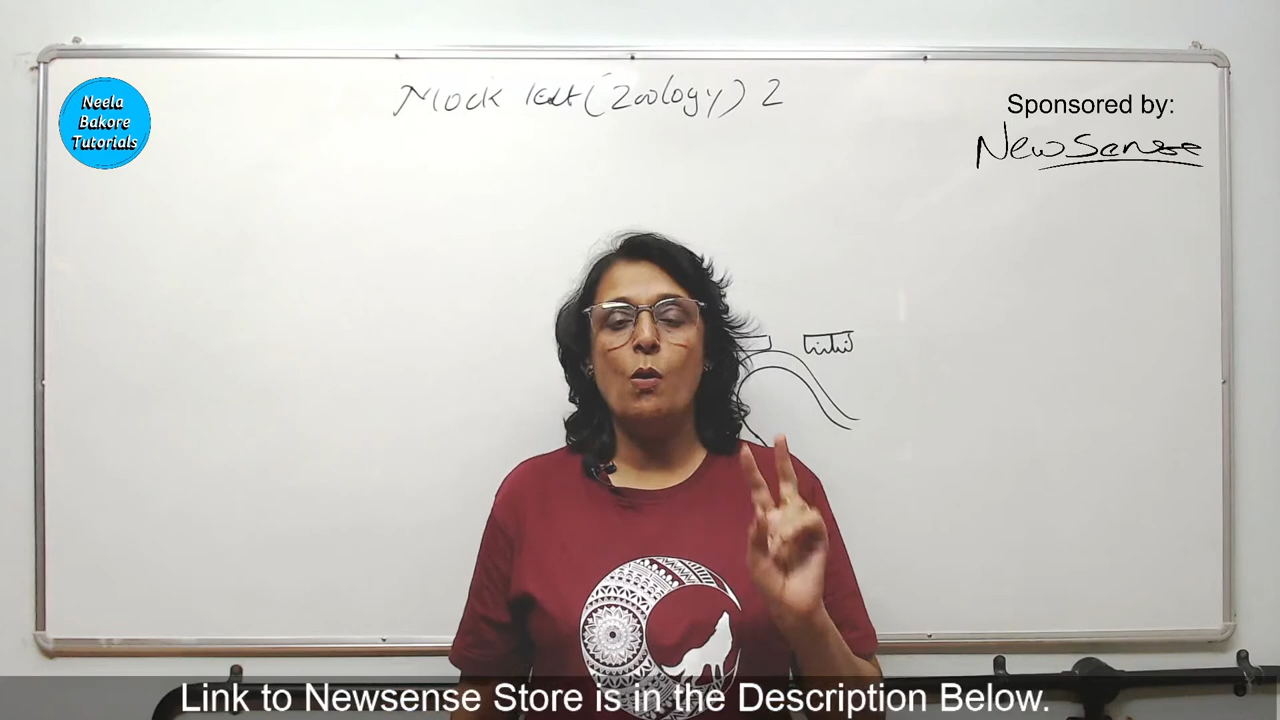 Neela
Bakore
Tutorials
Mock test (Zoology) 2
Sponsored by:
NewSense
Link to Newsense Store is in the Description Below.